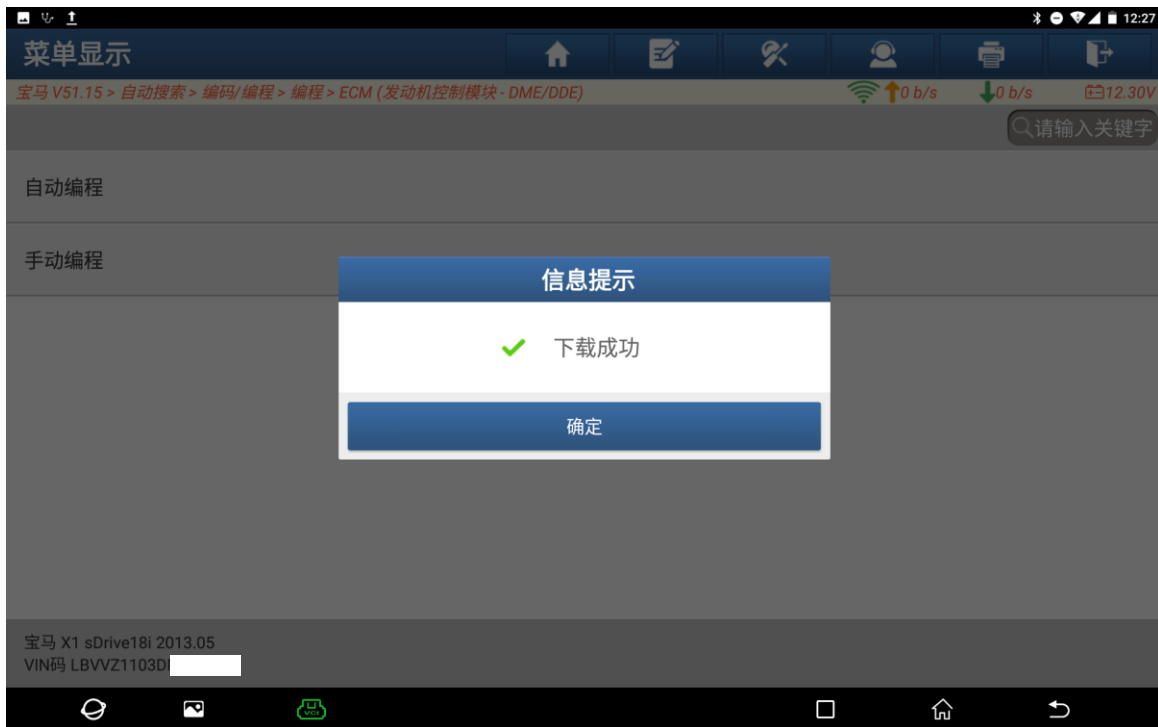 12:27
菜单显示
宝马 V51.15 > 自动搜索 > 编码/编程 > 编程 > ECM (发动机控制模块 - DME/DDE)
0 b/s
0 b/s
12.30V
请输入关键字
自动编程
手动编程
信息提示
下载成功
确定
宝马 X1 sDrive18i 2013.05
VIN码 LBVVZ1103D
VCI